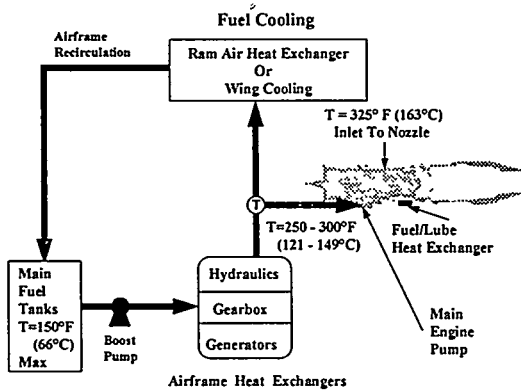 Fuel Cooling
Airframe
Recirculation
Ram Air Heat Exchanger
Or
Wing Cooling
T = 325° F (163°C)
Inlet To Nozzle
T
T=250 - 300°F
(121 - 149°C)
Fuel/Lube
Heat Exchanger
Main
Fuel
Tanks
T=150°F
(66°C)
Max
Boost
Pump
Hydraulics
Gearbox
Generators
Main
Engine
Pump
Airframe Heat Exchangers